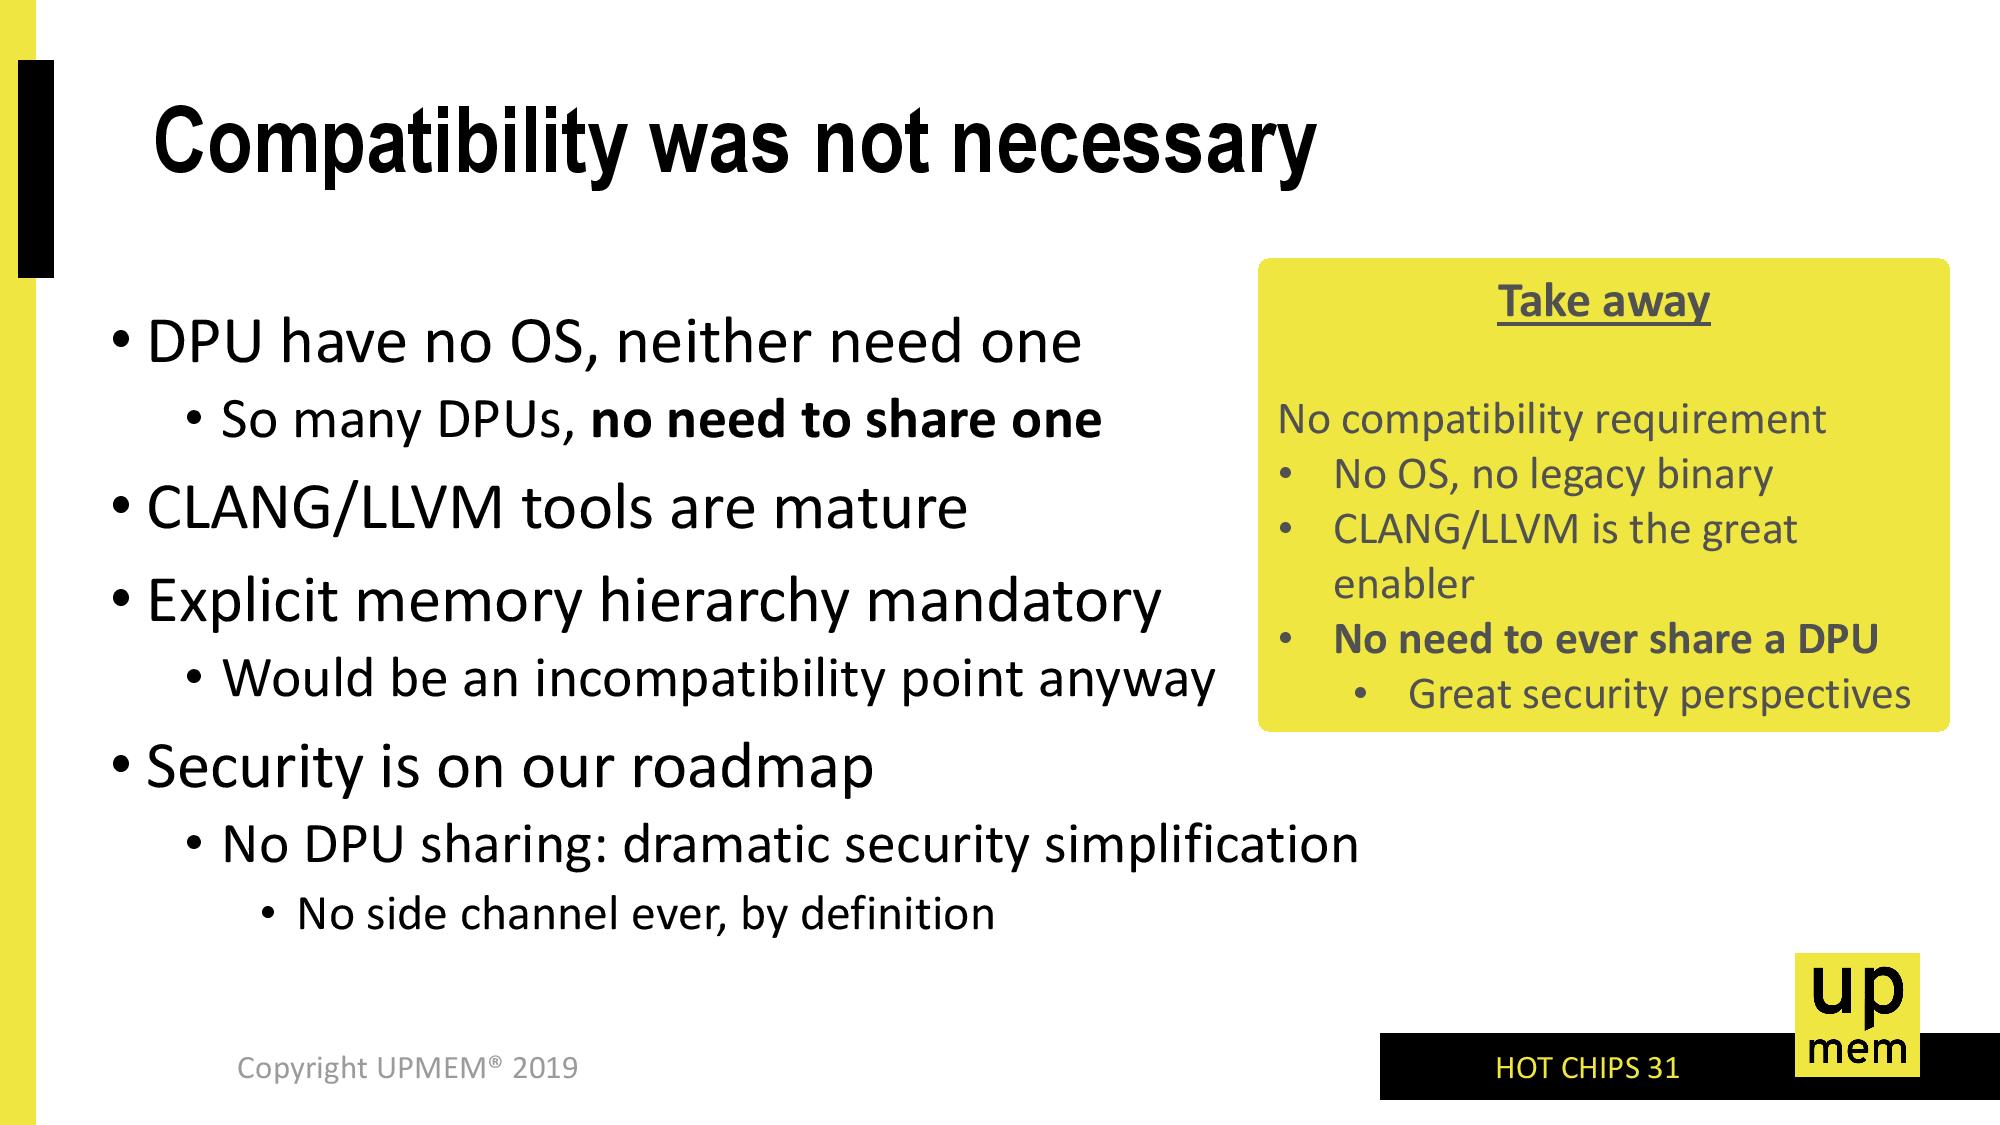 Compatibility was not necessary
• DPU have no OS, neither need one
• So many DPUs, no need to share one
• CLANG/LLVM tools are mature
• Explicit memory hierarchy mandatory
• Would be an incompatibility point anyway
• Security is on our roadmap
• No DPU sharing: dramatic security simplification
• No side channel ever, by definition
Take away
No compatibility requirement
• No OS, no legacy binary
• CLANG/LLVM is the great
enabler
• No need to ever share a DPU
• Great security perspectives
Copyright UPMEM® 2019
HOT CHIPS 31
up
mem